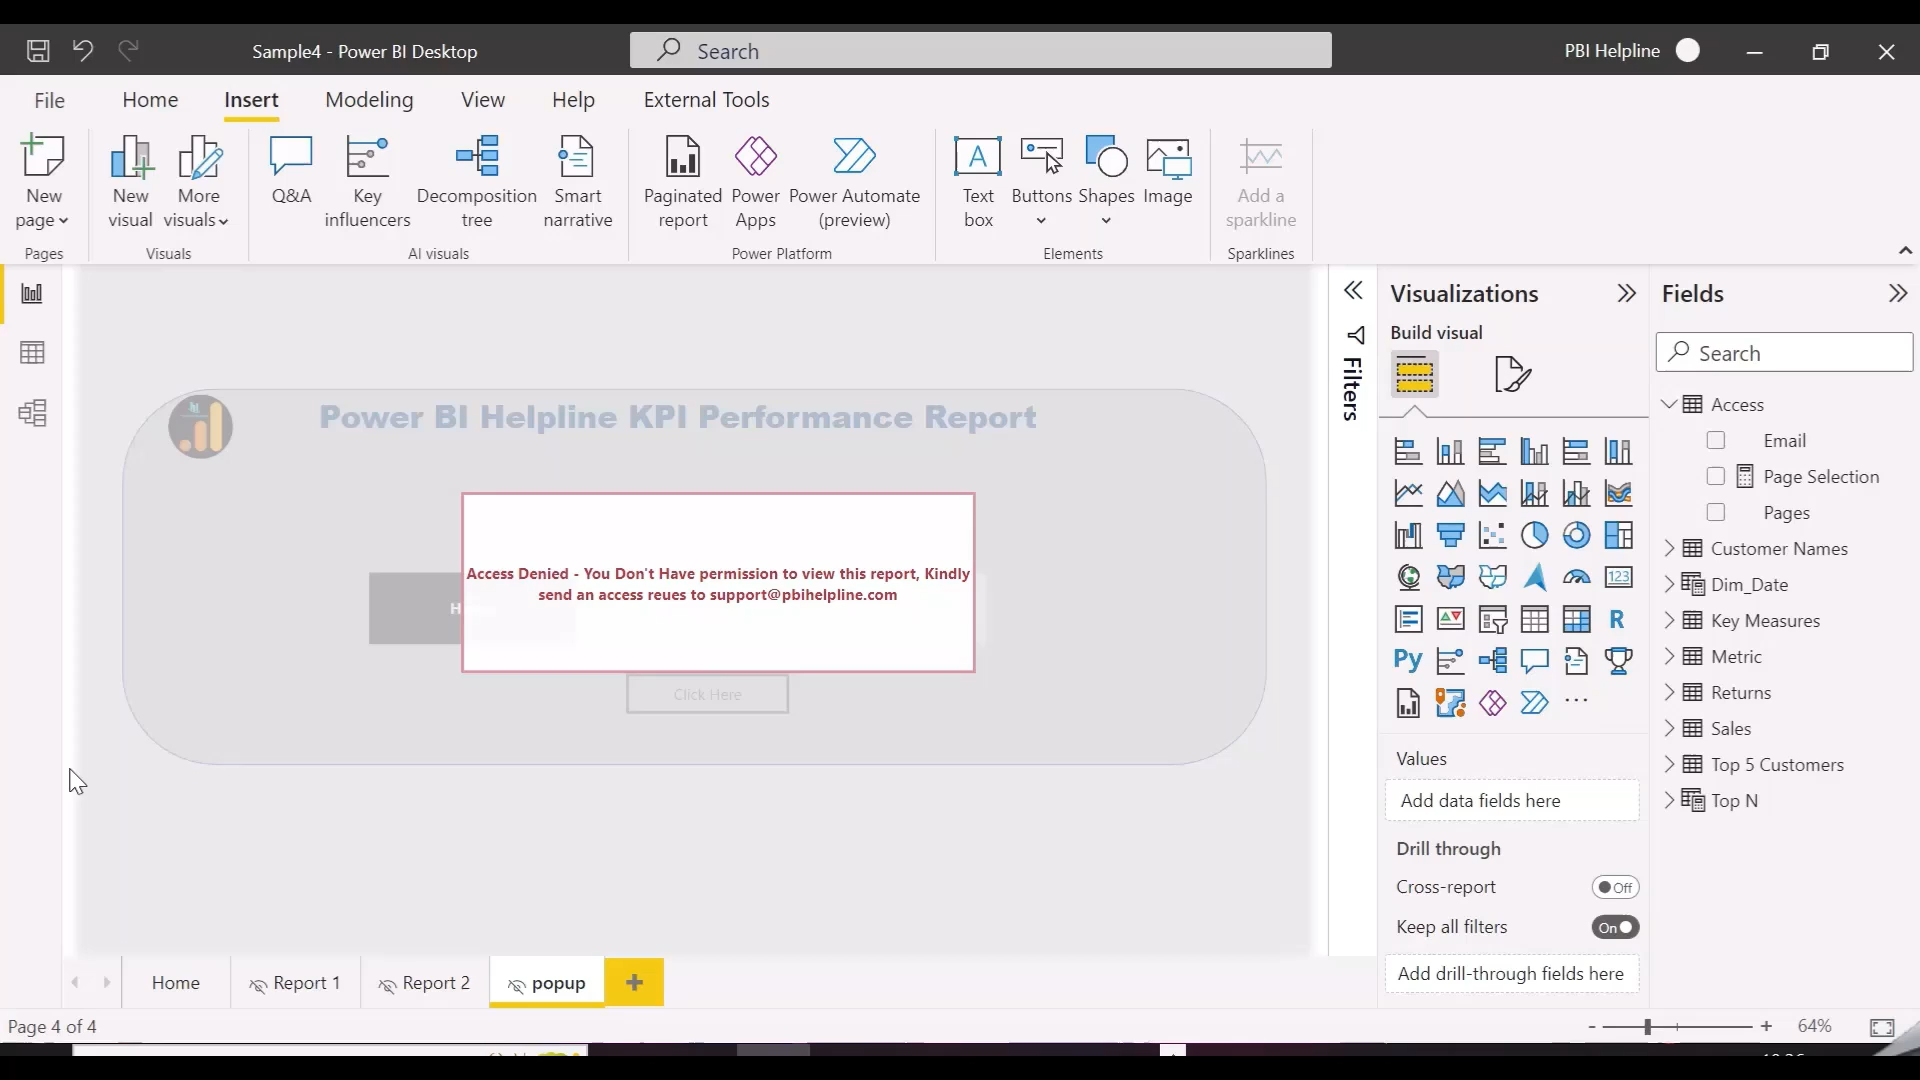 Sample4 - Power BI Desktop
Search
PBI Helpline
File
Home
Insert
Modeling
View
Help
External Tools
New
page
New
visual
More
visuals
Q&A
Key
influencers
Decomposition
tree
Smart
narrative
Paginated
report
Power
Apps
Power Automate
(preview)
Text
box
Buttons
Shapes
Image
Add a
sparkline
Pages
Visuals
AI visuals
Power Platform
Elements
Sparklines
Power BI Helpline KPI Performance Report
Access Denied - You Don't Have permission to view this report, Kindly
send an access reues to support@pbihelpline.com
Click Here
Filters
Visualizations
Build visual
123
R
Py
Values
Add data fields here
Drill through
Cross-report
Off
Keep all filters
On
Add drill-through fields here
Fields
Search
Access
Email
Page Selection
Pages
Customer Names
Dim_Date
Key Measures
Metric
Returns
Sales
Top 5 Customers
Top N
Home
Report 1
Report 2
popup
Page 4 of 4
64%